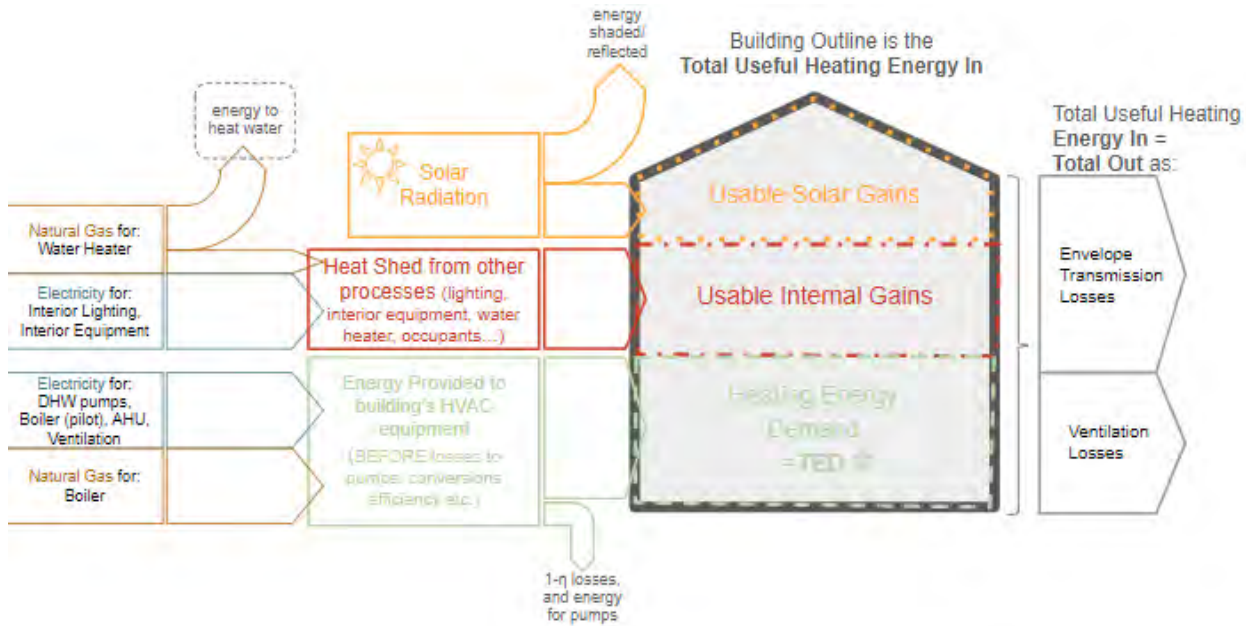 energy
shaded/
reflected
Building Outline is the
Total Useful Heating Energy In
energy to
heat water
Total Useful Heating
Energy In =
Total Out as:
Solar
Radiation
Usable Solar Gains
Natural Gas for:
Water Heater
Heat Shed from other
processes (lighting,
interior equipment, water
heater, occupants...)
Usable Internal Gains
Envelope
Transmission
Losses
Electricity for:
Interior Lighting,
Interior Equipment
Electricity for:
DHW pumps,
Boiler (pilot), AHU,
Ventilation
Energy Provided to
building's HVAC
equipment
(BEFORE losses to
pumps, conversions
efficiency etc.)
Heating Energy
Demand
= TED
Ventilation
Losses
Natural Gas for:
Boiler
1-η losses,
and energy
for pumps